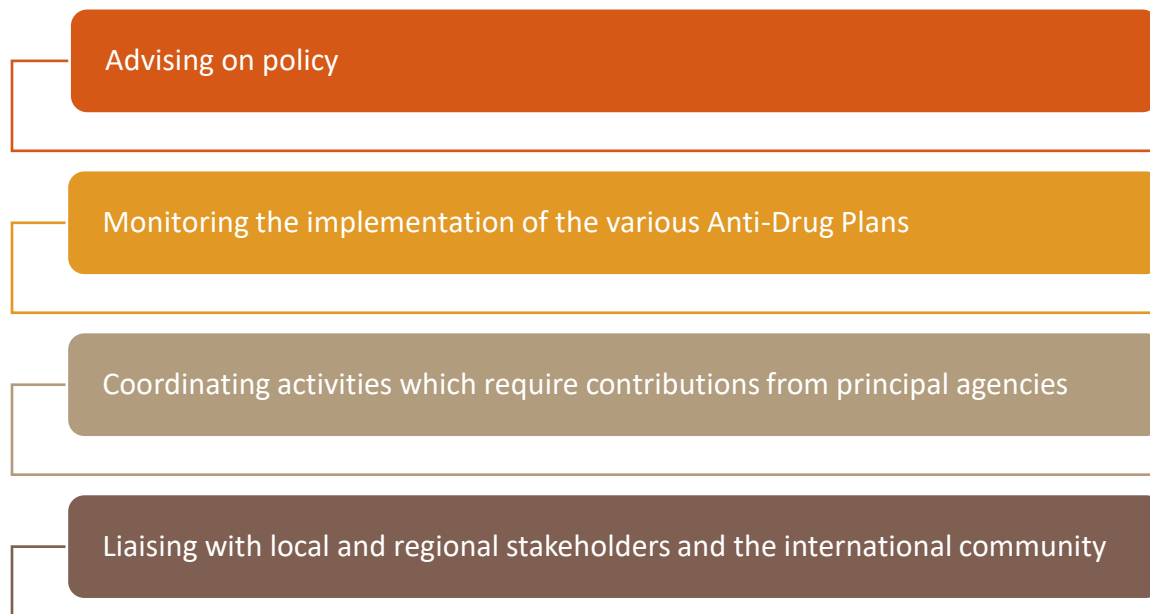 Advising on policy
Monitoring the implementation of the various Anti-Drug Plans
Coordinating activities which require contributions from principal agencies
Liaising with local and regional stakeholders and the international community